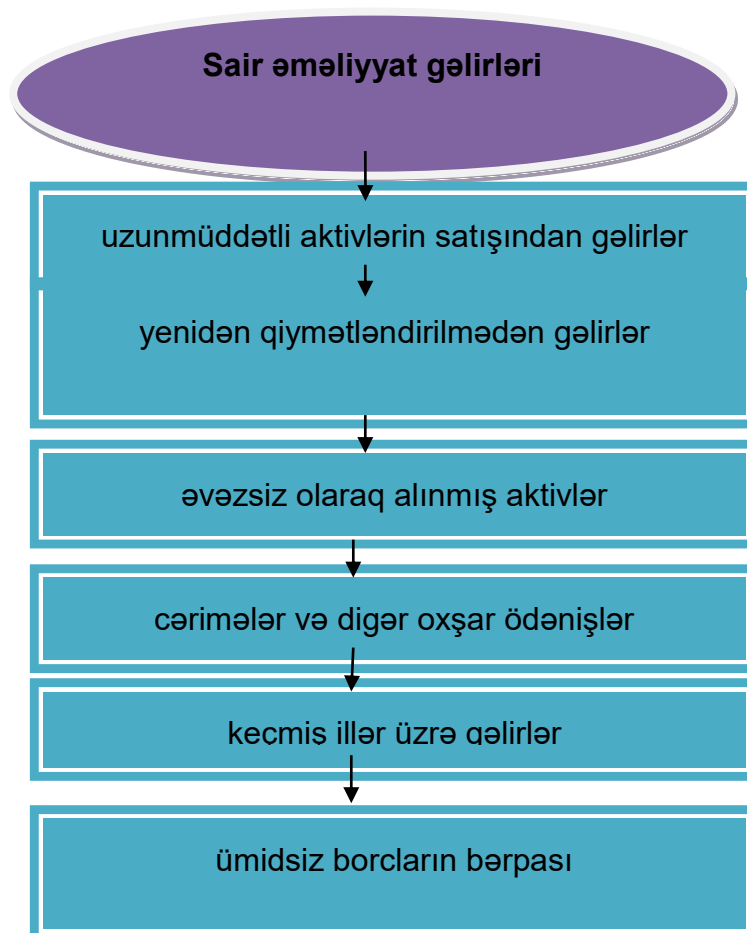 Sair əməliyyat gəlirləri
uzunmüddətli aktivlərin satışından gəlirlər
yenidən qiymətləndirilmədən gəlirlər
əvəzsiz olaraq alınmış aktivlər
cərimələr və digər oxşar ödənişlər
keçmiş illər üzrə gəlirlər
ümidsiz borcların bərpası